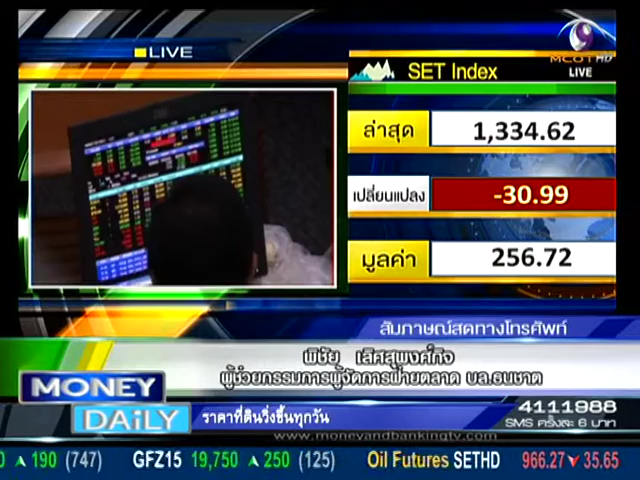 LIVE
MCOT HD
LIVE
SET Index
ล่าสุด 1,334.62
เปลี่ยนแปลง -30.99
มูลค่า 256.72
สัมภาษณ์สดทางโทรศัพท์
พิชัย เลิศสุพงศ์กิจ
ผู้ช่วยกรรมการผู้จัดการฝ่ายตลาด บล.ธนชาต
MONEY
DAILY
ราคาที่ดินวิ่งขึ้นทุกวัน
4111988
SMS ครั้งละ 6 บาท
www.moneyandbankingtv.com
0 ▲ 190 (747) GFZ15 19,750 ▲ 250 (125) Oil Futures SETHD 966.27 ▼ 35.65